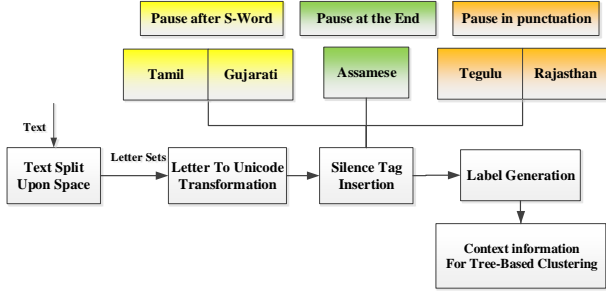 Pause after S-Word
Pause at the End
Pause in punctuation
Tamil
Gujarati
Assamese
Tegulu
Rajasthan
Text
Text Split
Upon Space
Letter Sets
Letter To Unicode
Transformation
Silence Tag
Insertion
Label Generation
Context information
For Tree-Based Clustering